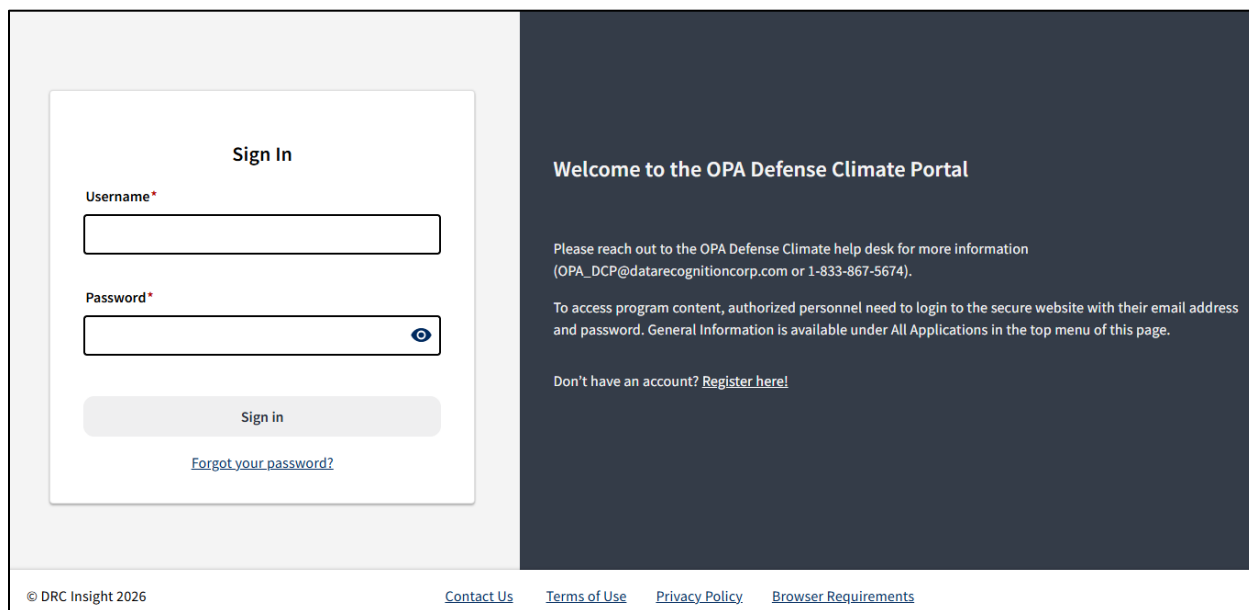 Sign In
Username*
Password*
Sign in
Forgot your password?
Welcome to the OPA Defense Climate Portal
Please reach out to the OPA Defense Climate help desk for more information
(OPA_DCP@datarecognitioncorp.com or 1-833-867-5674).
To access program content, authorized personnel need to login to the secure website with their email address
and password. General Information is available under All Applications in the top menu of this page.
Don't have an account? Register here!
© DRC Insight 2026
Contact Us
Terms of Use
Privacy Policy
Browser Requirements